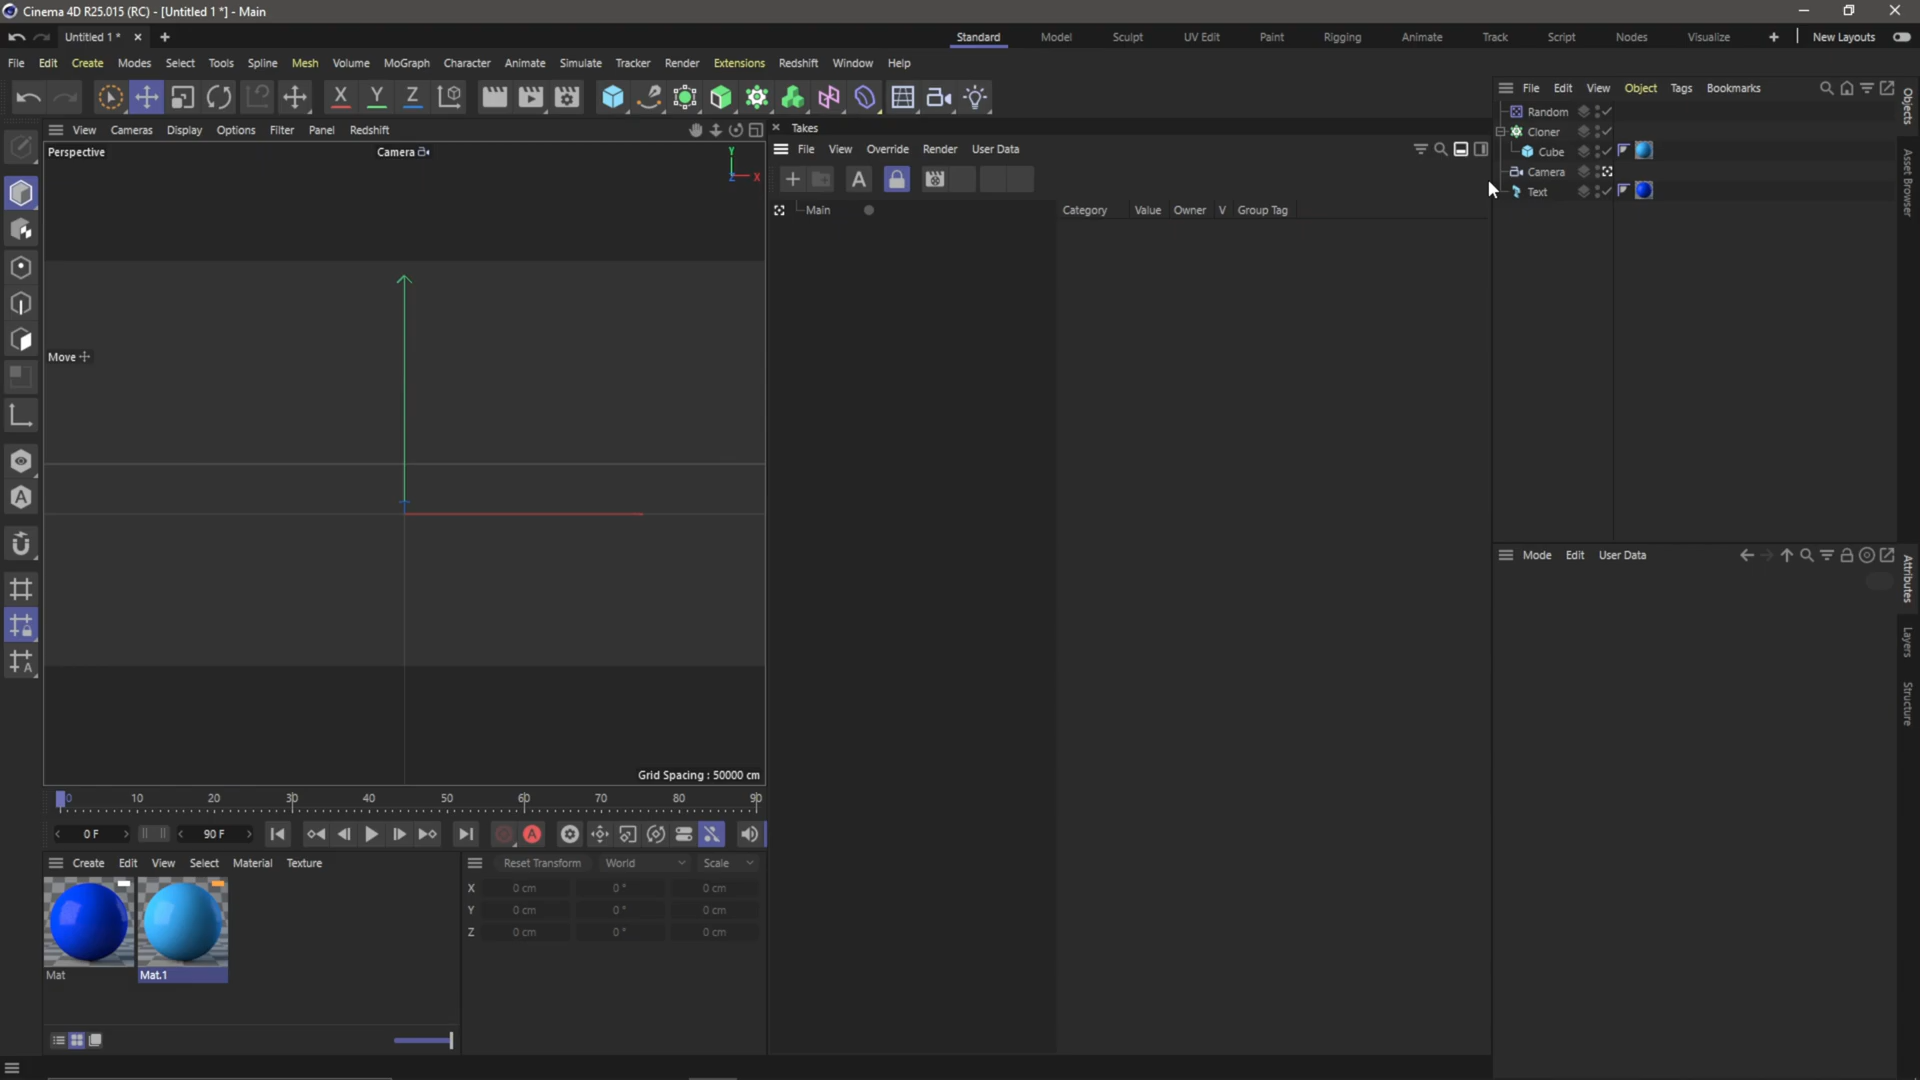 Cinema 4D R25.015 (RC) - [Untitled 1 *] - Main
Untitled 1 * × +
Standard Model Sculpt UV Edit Paint Rigging Animate Track Script Nodes Visualize + New Layouts
File Edit Create Modes Select Tools Spline Mesh Volume MoGraph Character Animate Simulate Tracker Render Extensions Redshift Window Help
X Y Z
File Edit View Object Tags Bookmarks
Objects
Asset Browser
Random
Cloner
Cube
Camera
Text
View Cameras Display Options Filter Panel Redshift
Perspective Camera
Y
X
Z
Move
Grid Spacing : 50000 cm
× Takes
File View Override Render User Data
A
Main
Category Value Owner V Group Tag
Mode Edit User Data
Attributes
Layers
Structure
0 10 20 30 40 50 60 70 80 90
0 F 90 F
A
Create Edit View Select Material Texture
Mat Mat.1
Reset Transform World Scale
X 0 cm 0 ° 0 cm
Y 0 cm 0 ° 0 cm
Z 0 cm 0 ° 0 cm